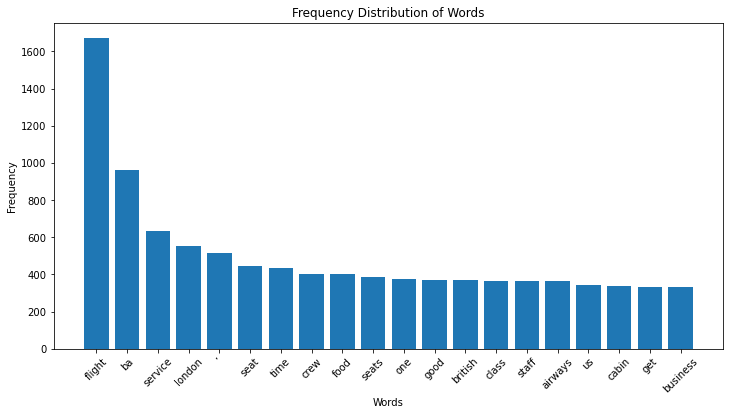 Frequency Distribution of Words
Frequency
1600
1400
1200
1000
800
600
400
200
0
flight
ba
service
london
'
seat
time
crew
food
seats
one
good
british
class
staff
airways
us
cabin
get
business
Words